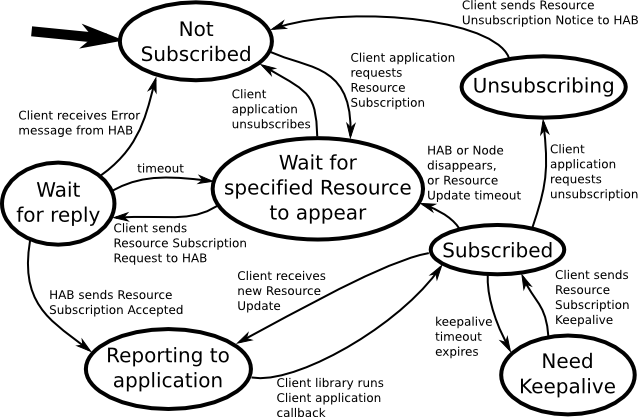 Client sends Resource
Unsubscription Notice to HAB
Not
Subscribed
Client application
requests
Resource
Subscription
Unsubscribing
Client
application
unsubscribes
Client receives Error
message from HAB
timeout
Wait for
specified Resource
to appear
HAB or Node
disappears,
or Resource
Update timeout
Client
application
requests
unsubscription
Wait
for reply
Client sends
Resource Subscription
Request to HAB
Subscribed
Client receives
new Resource
Update
Client sends
Resource
Subscription
Keepalive
HAB sends Resource
Subscription Accepted
keepalive
timeout
expires
Reporting to
application
Need
Keepalive
Client library runs
Client application
callback